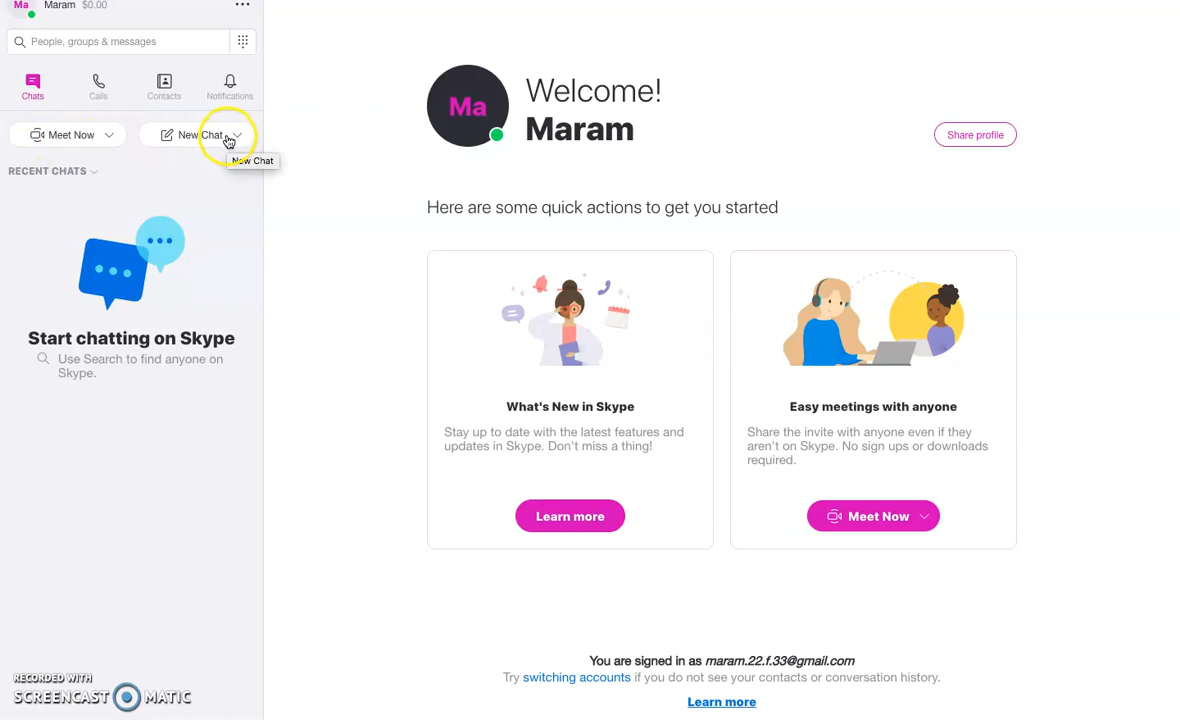 Ma Maram $0.00
People, groups & messages
Chats Calls Contacts Notifications
Meet Now New Chat
New Chat
RECENT CHATS
Start chatting on Skype
Use Search to find anyone on
Skype.
Ma
Welcome!
Maram
Share profile
Here are some quick actions to get you started
What's New in Skype
Stay up to date with the latest features and
updates in Skype. Don't miss a thing!
Learn more
Easy meetings with anyone
Share the invite with anyone even if they
aren't on Skype. No sign ups or downloads
required.
Meet Now
You are signed in as maram.22.f.33@gmail.com
Try switching accounts if you do not see your contacts or conversation history.
Learn more
RECORDED WITH
SCREENCAST MATIC